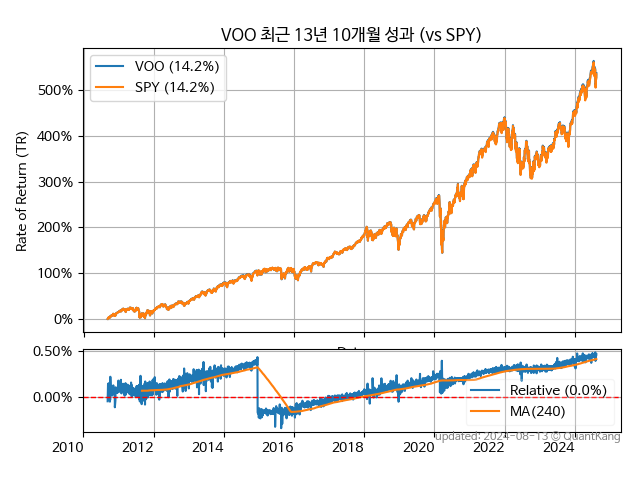 VOO 최근 13년 10개월 성과 (vs SPY)
VOO (14.2%)
SPY (14.2%)
Rate of Return (TR)
500%
400%
300%
200%
100%
0%
0.50%
0.00%
Relative (0.0%)
MA(240)
2010 2012 2014 2016 2018 2020 2022 2024
updated: 2024-08-13 © QuantKang